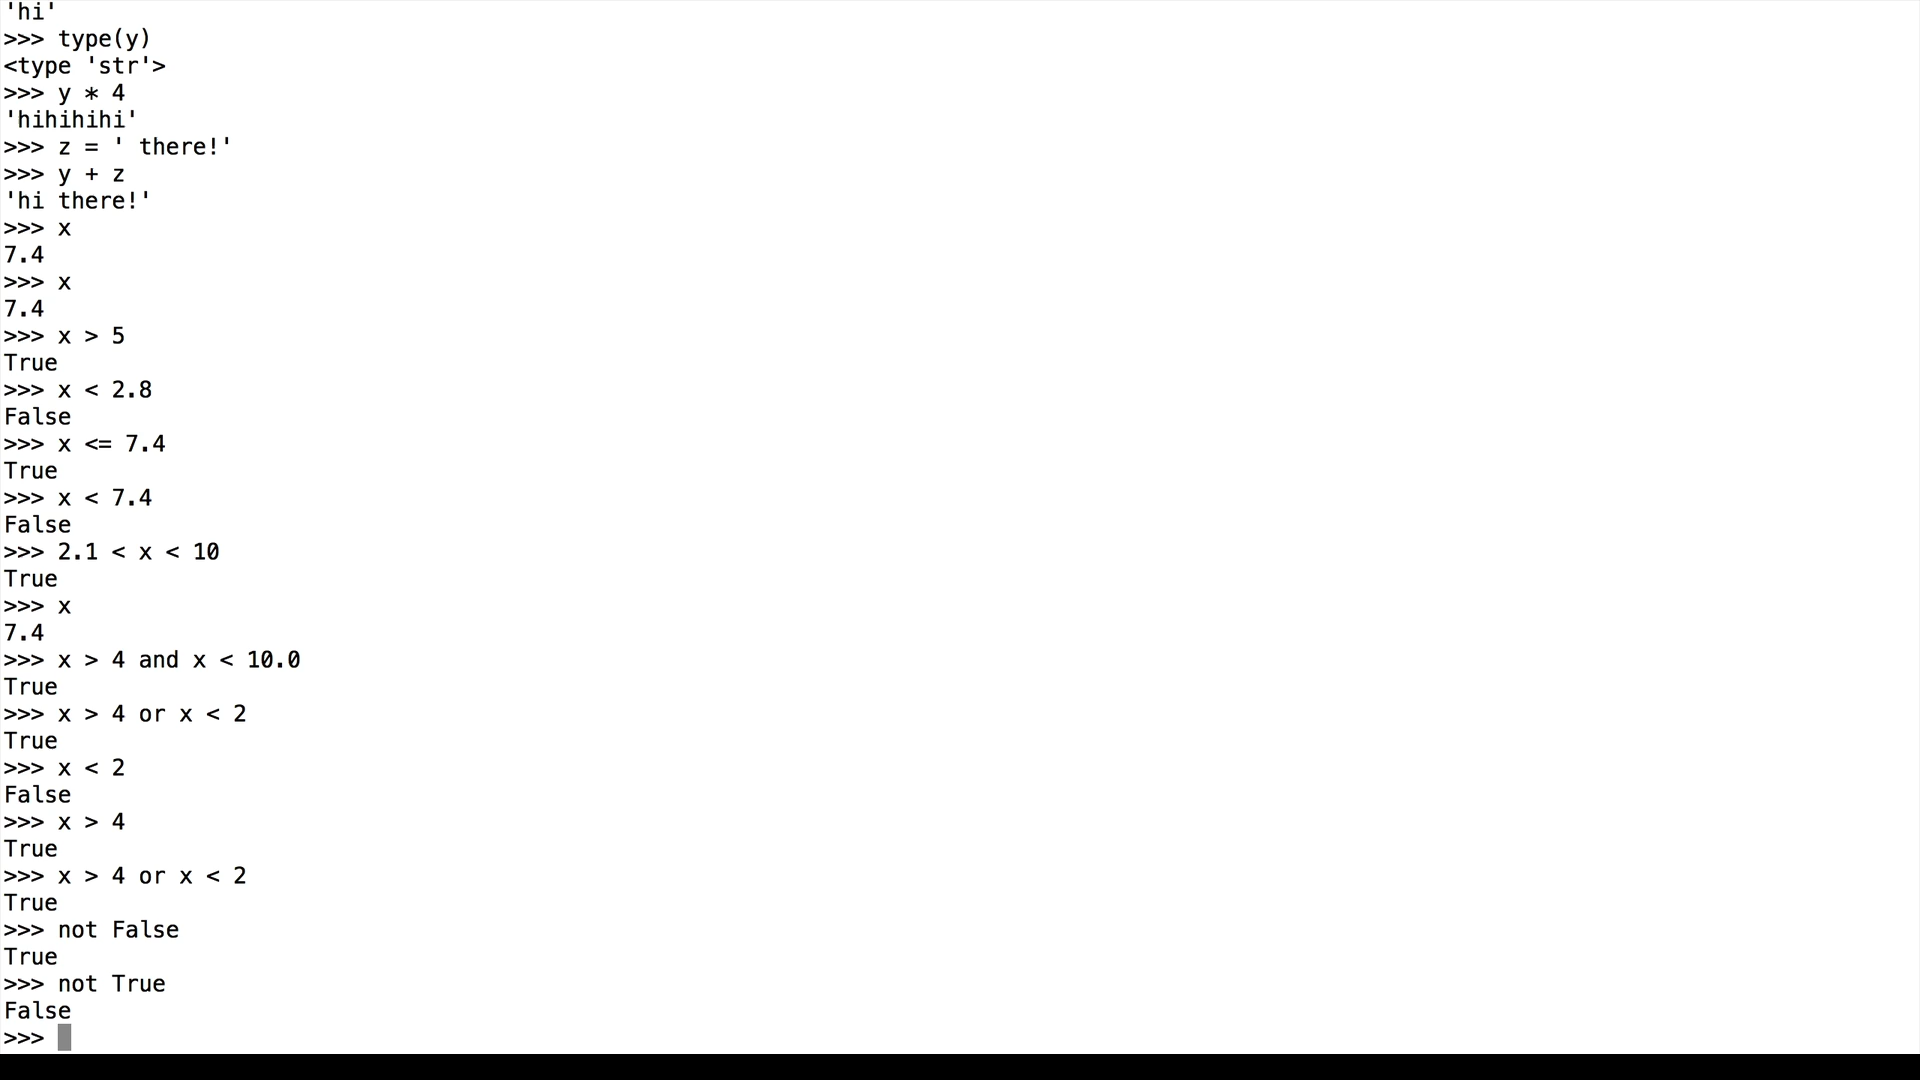 'hi'
>>> type(y)
<type 'str'>
>>> y * 4
'hihihihi'
>>> z = ' there!'
>>> y + z
'hi there!'
>>> x
7.4
>>> x
7.4
>>> x > 5
True
>>> x < 2.8
False
>>> x <= 7.4
True
>>> x < 7.4
False
>>> 2.1 < x < 10
True
>>> x
7.4
>>> x > 4 and x < 10.0
True
>>> x > 4 or x < 2
True
>>> x < 2
False
>>> x > 4
True
>>> x > 4 or x < 2
True
>>> not False
True
>>> not True
False
>>>